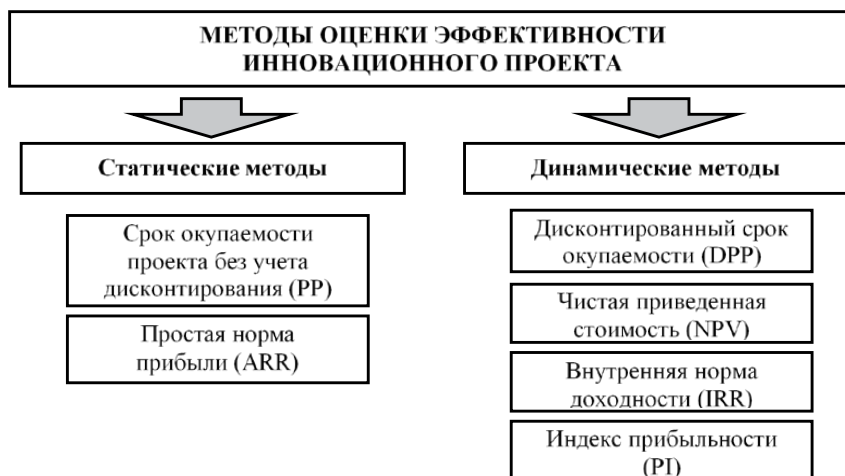 МЕТОДЫ ОЦЕНКИ ЭФФЕКТИВНОСТИ
ИННОВАЦИОННОГО ПРОЕКТА
Статические методы
Срок окупаемости
проекта без учета
дисконтирования (PP)
Простая норма
прибыли (ARR)
Динамические методы
Дисконтированный срок
окупаемости (DPP)
Чистая приведенная
стоимость (NPV)
Внутренняя норма
доходности (IRR)
Индекс прибыльности
(PI)